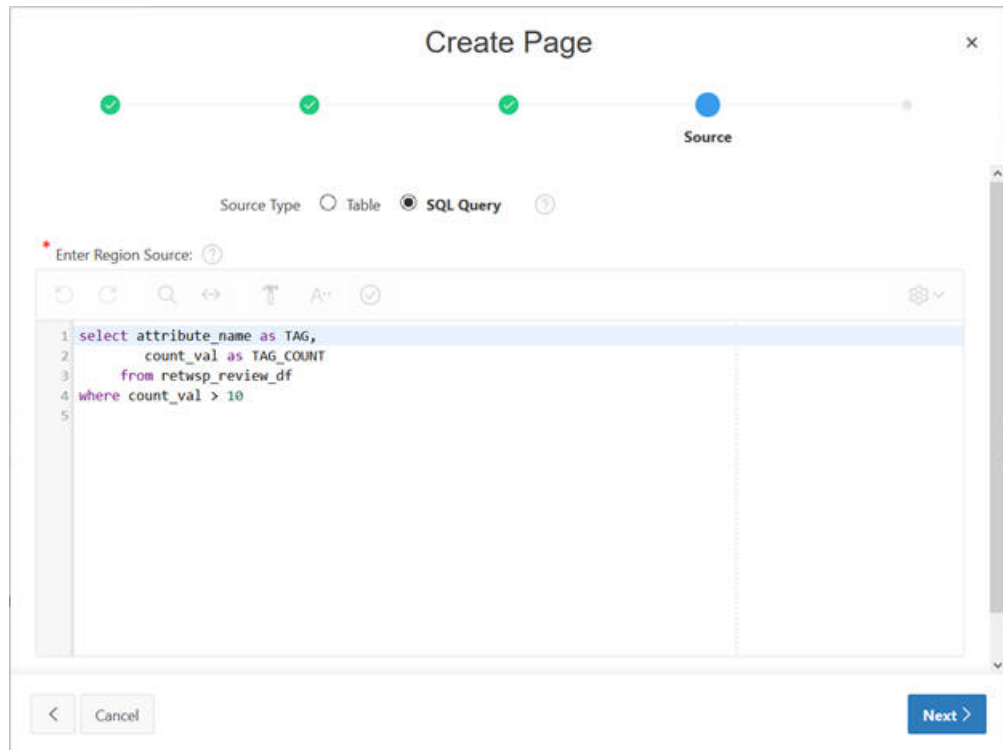 Create Page
Source
Source Type Table SQL Query
* Enter Region Source:
1 select attribute_name as TAG,
2 count_val as TAG_COUNT
3 from retwsp_review_df
4 where count_val > 10
5
Cancel
Next